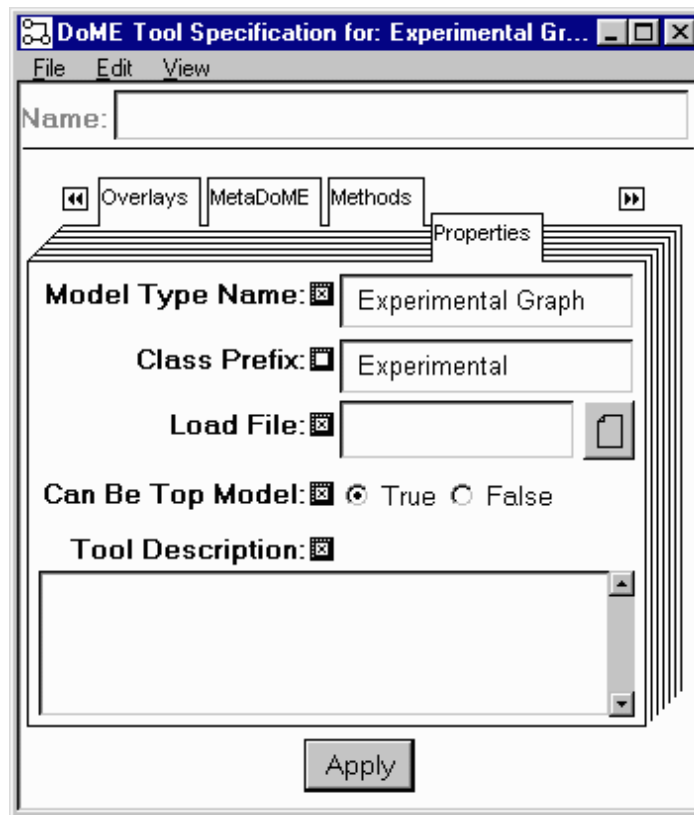 DoME Tool Specification for: Experimental Gr...
File Edit View
Name:
Overlays MetaDoME Methods
Properties
Model Type Name: Experimental Graph
Class Prefix: Experimental
Load File:
Can Be Top Model: True False
Tool Description:
Apply